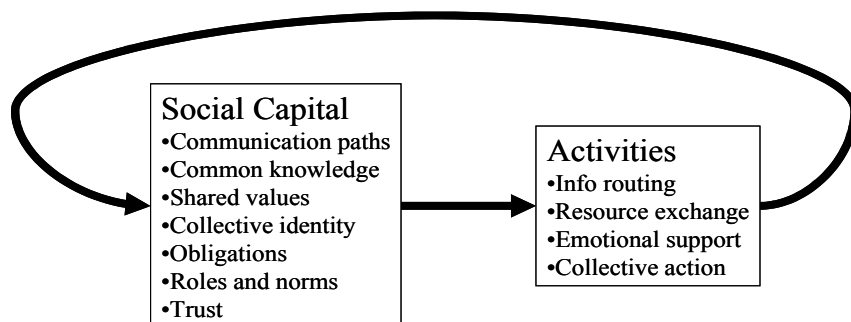 Social Capital
•Communication paths
•Common knowledge
•Shared values
•Collective identity
•Obligations
•Roles and norms
•Trust
Activities
•Info routing
•Resource exchange
•Emotional support
•Collective action